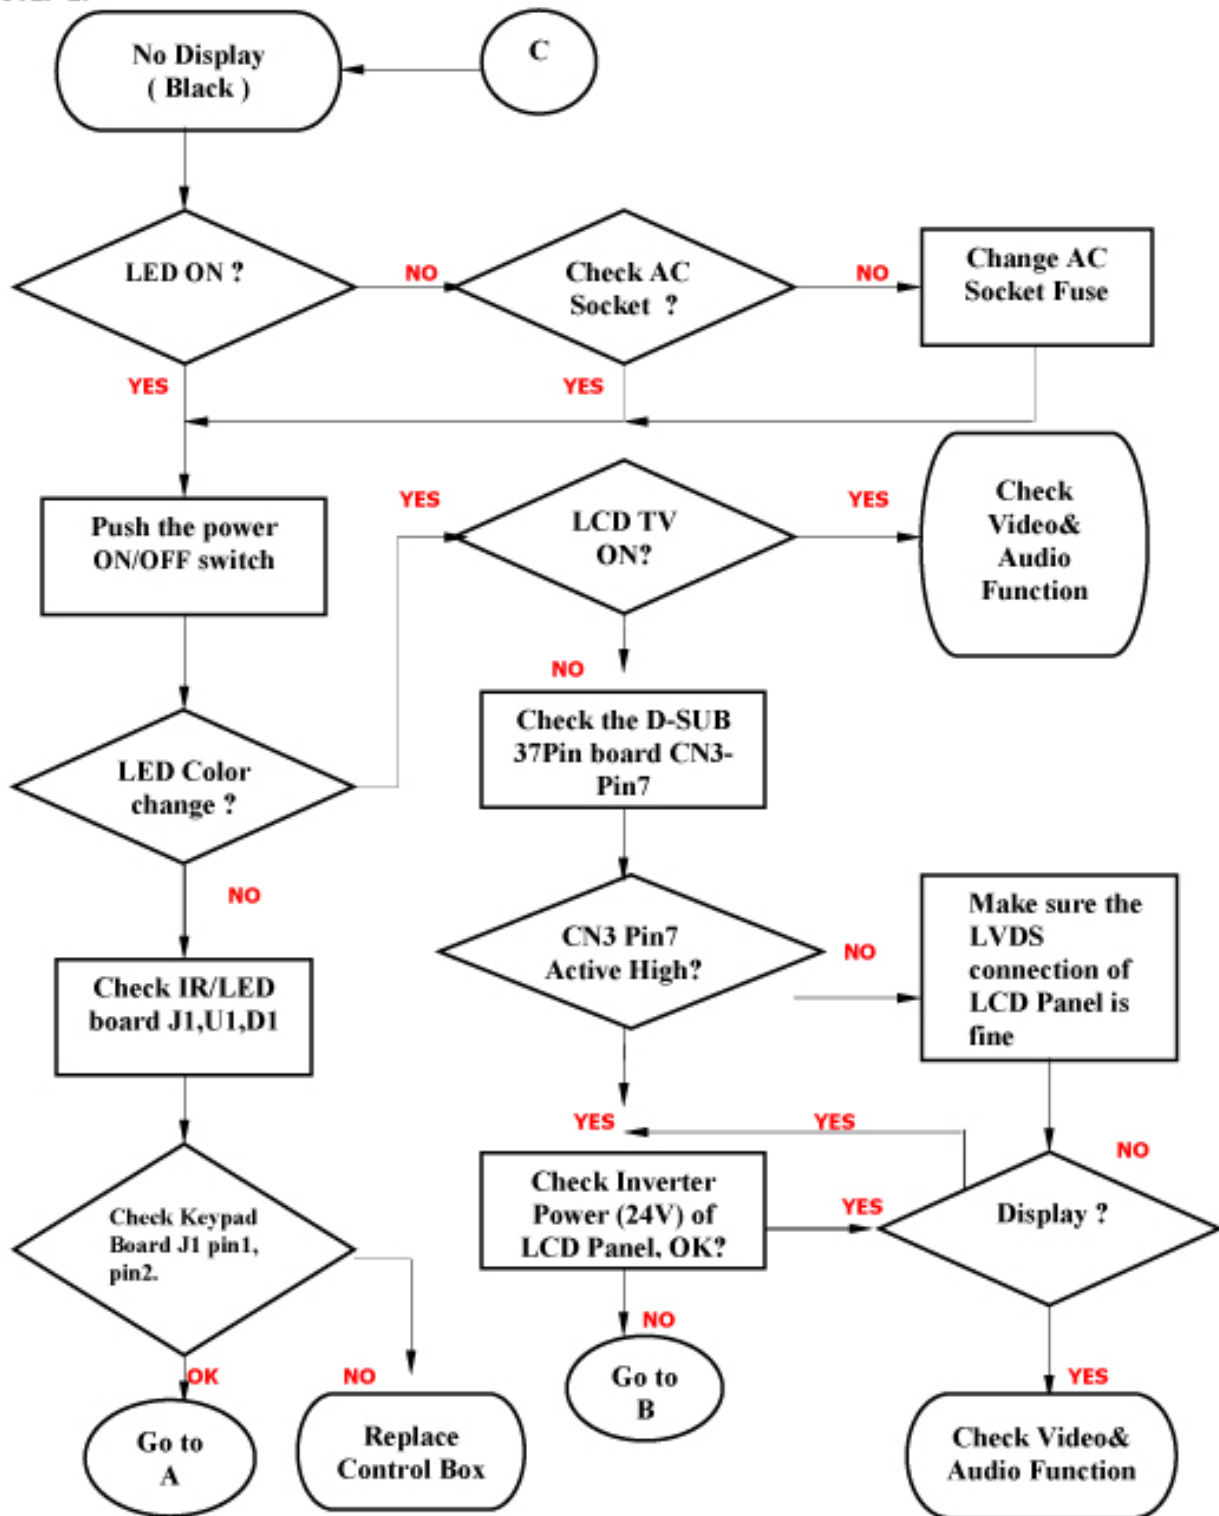 No Display
( Black )
C
LED ON ?
NO
Check AC
Socket ?
NO
Change AC
Socket Fuse
YES
YES
Push the power
ON/OFF switch
YES
LCD TV
ON?
YES
Check
Video&
Audio
Function
NO
Check the D-SUB
37Pin board CN3-
Pin7
LED Color
change ?
NO
CN3 Pin7
Active High?
NO
Make sure the
LVDS
connection of
LCD Panel is
fine
Check IR/LED
board J1,U1,D1
YES
YES
NO
Check Inverter
Power (24V) of
LCD Panel, OK?
YES
Display ?
Check Keypad
Board J1 pin1,
pin2.
NO
Go to
B
OK
NO
YES
Go to
A
Replace
Control Box
Check Video&
Audio Function